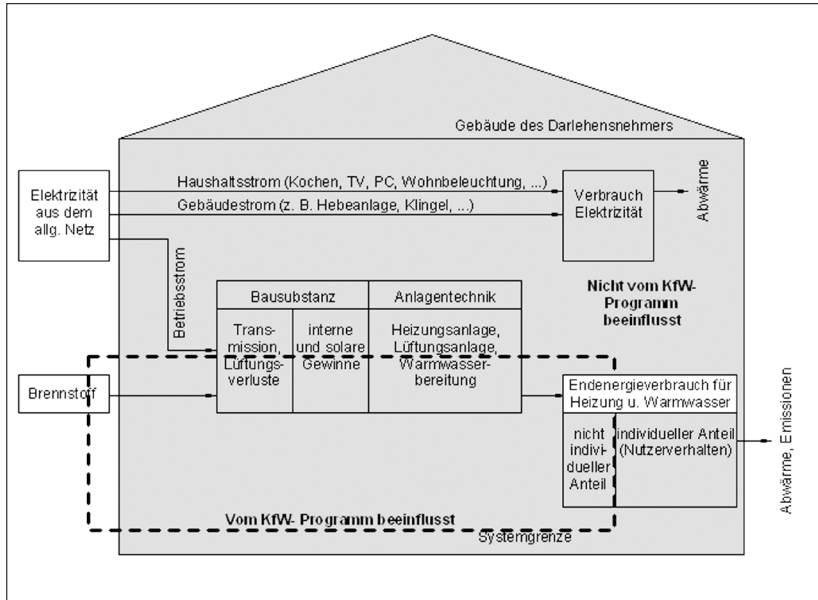 Gebäude des Darlehensnehmers
Elektrizität
aus dem
allg. Netz
Haushaltsstrom (Kochen, TV, PC, Wohnbeleuchtung, ...)
Gebäudestrom (z. B. Hebeanlage, Klingel, ...)
Verbrauch
Elektrizität
Abwärme
Betriebsstrom
Nicht vom KfW-
Programm
beeinflusst
Bausubstanz
Anlagentechnik
Trans-
mission,
Lüftungs-
verluste
interne
und solare
Gewinne
Heizungsanlage,
Lüftungsanlage,
Warmwasser-
bereitung
Brennstoff
Endenergieverbrauch für
Heizung u. Warmwasser
nicht
indivi-
dueller
Anteil
individueller Anteil
(Nutzerverhalten)
Abwärme, Emissionen
Vom KfW- Programm beeinflusst
Systemgrenze